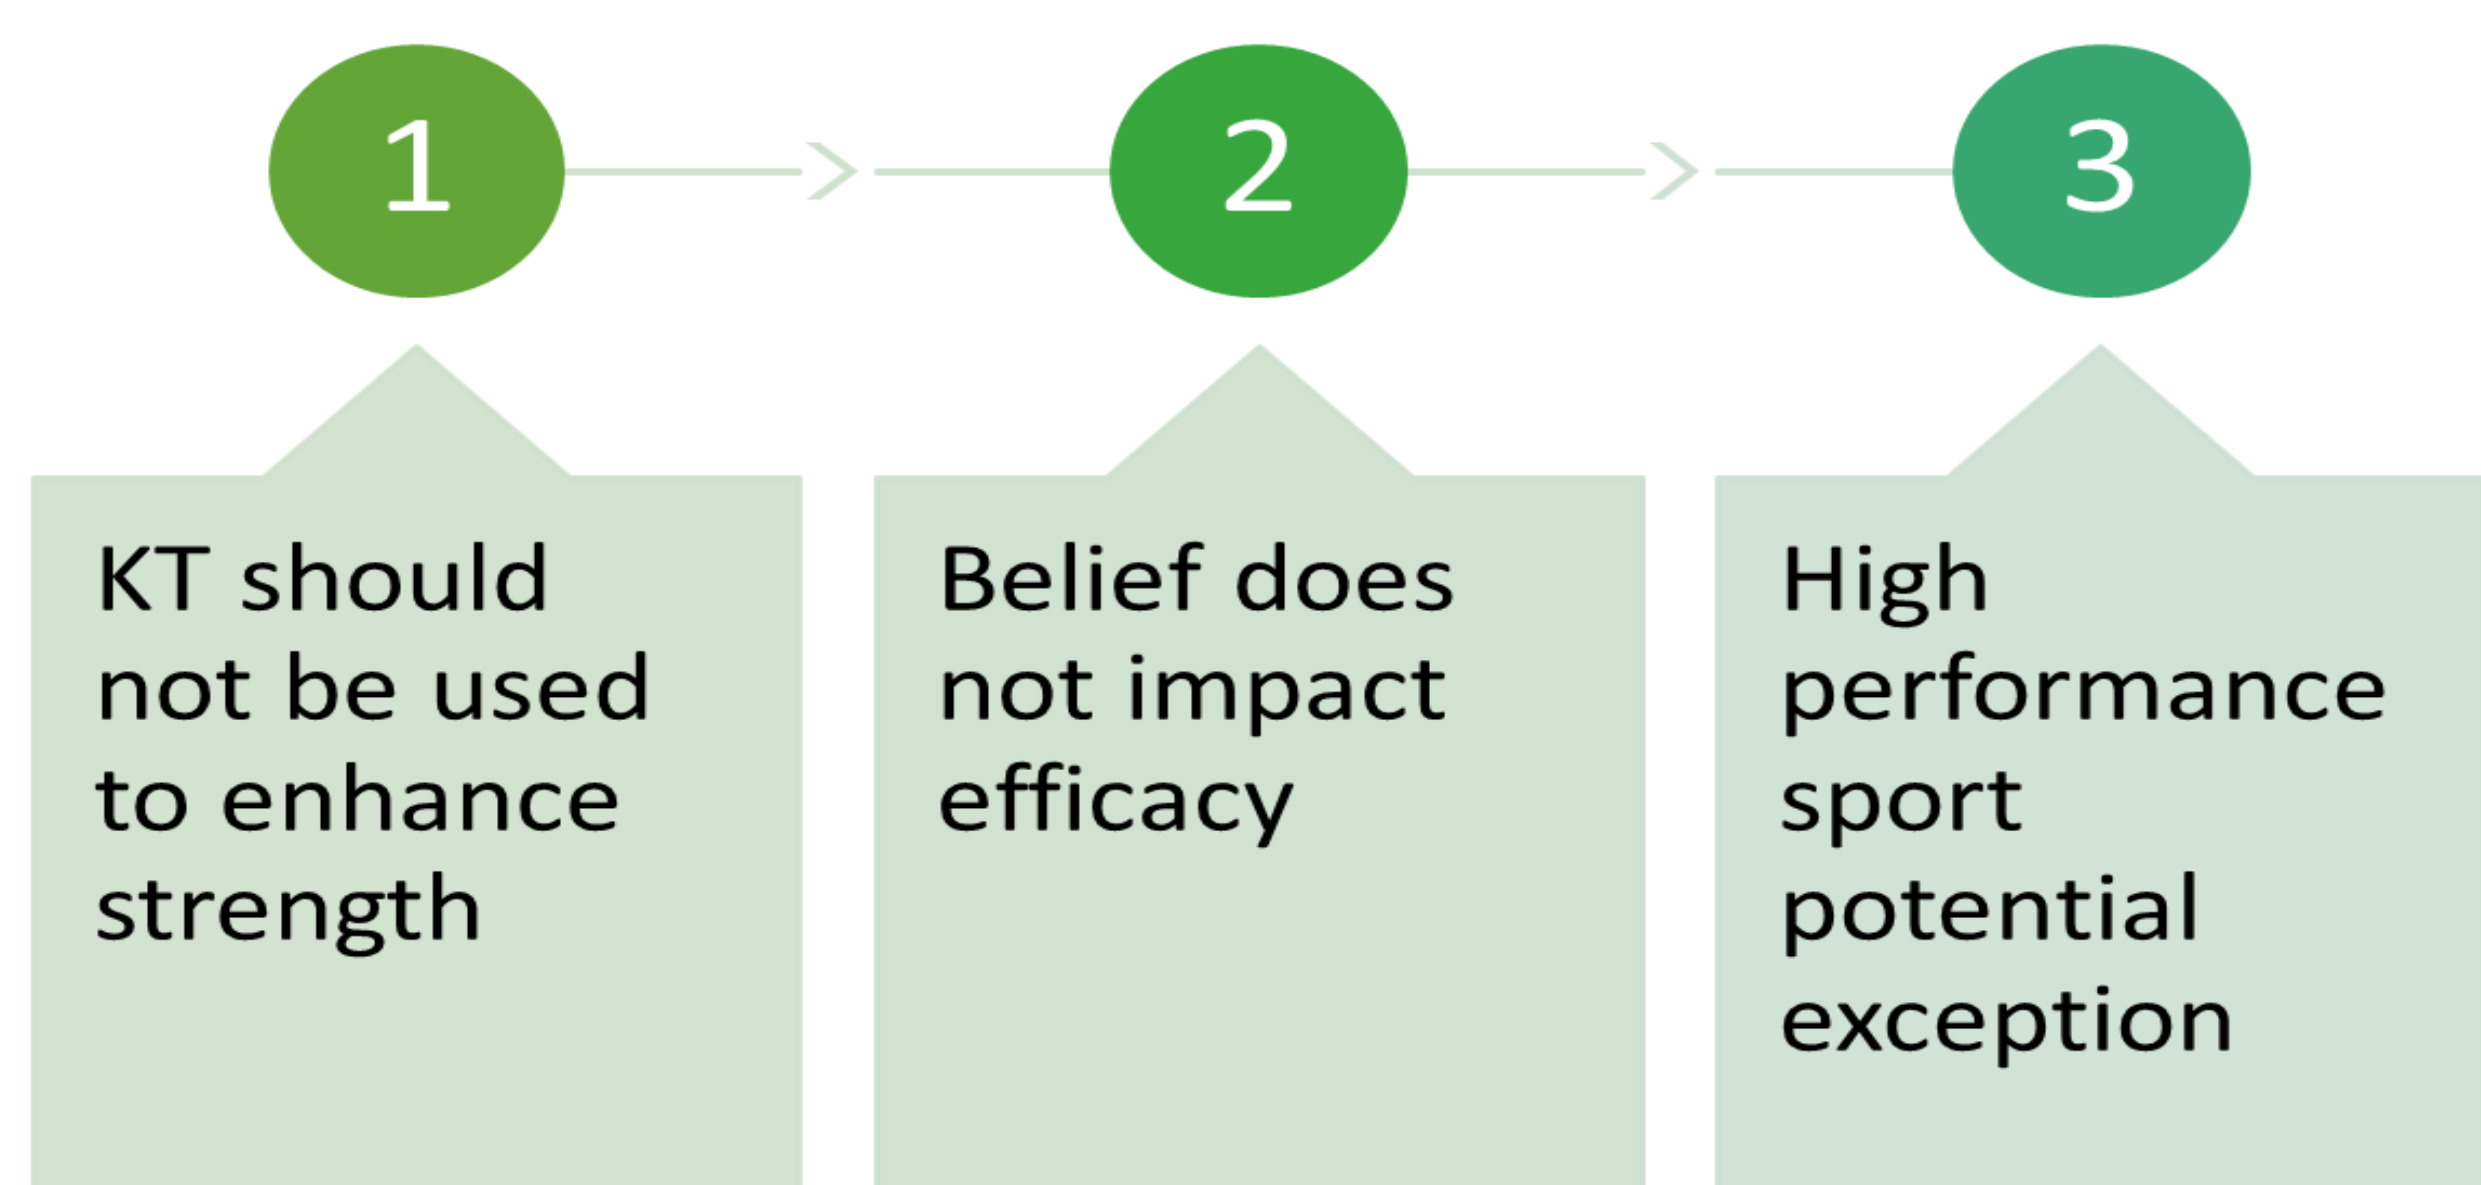 1
KT should
not be used
to enhance
strength
2
Belief does
not impact
efficacy
3
High
performance
sport
potential
exception